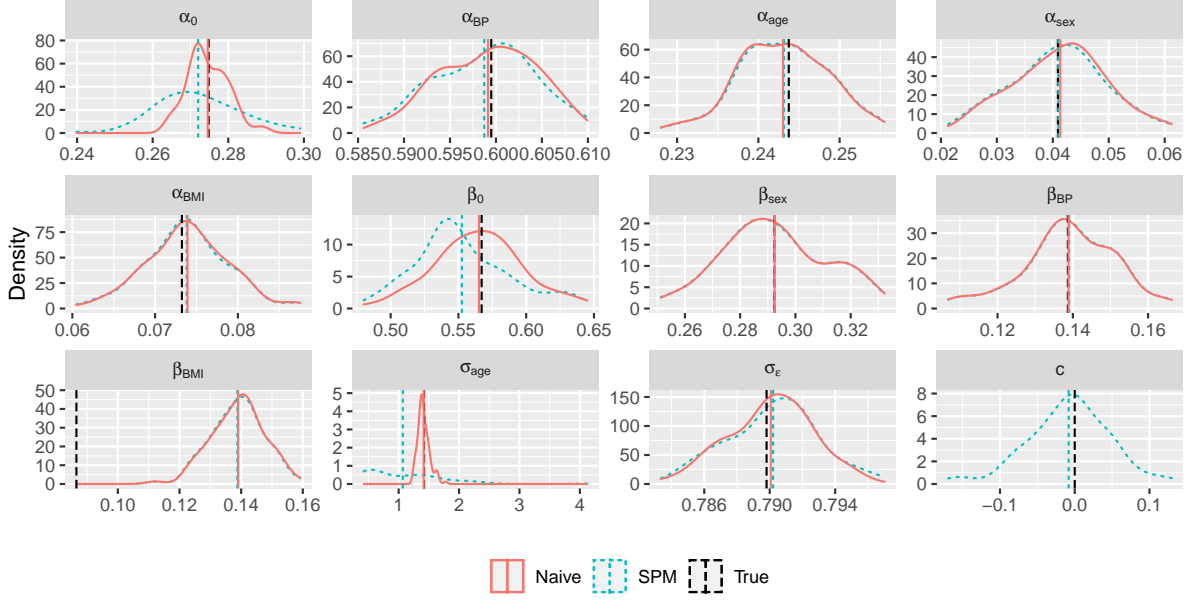 α0 αBP αage αsex
80 60 40 20 0
60 40 20 0
60 40 20 0
40 30 20 10 0
0.24 0.26 0.28 0.30
0.585 0.590 0.595 0.600 0.605 0.610
0.23 0.24 0.25
0.02 0.03 0.04 0.05 0.06
αBMI β0 βsex βBP
75 50 25 0
10 5 0
20 15 10 5 0
30 20 10 0
0.06 0.07 0.08
0.50 0.55 0.60 0.65
0.26 0.28 0.30 0.32
0.12 0.14 0.16
Density
βBMI σage σε c
50 40 30 20 10 0
5 4 3 2 1 0
150 100 50 0
8 6 4 2 0
0.10 0.12 0.14 0.16
1 2 3 4
0.786 0.790 0.794
−0.1 0.0 0.1
Naive SPM True